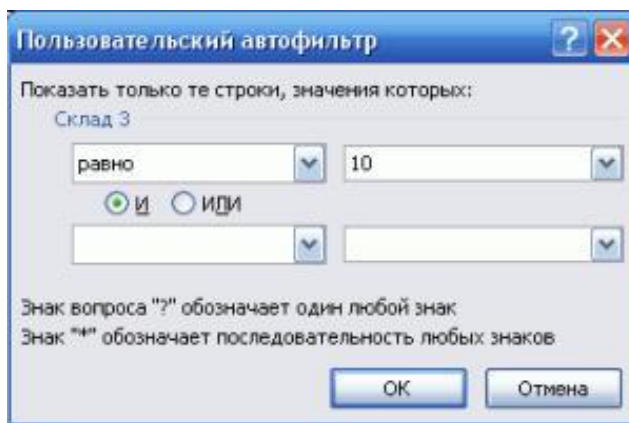 Пользовательский автофильтр
Показать только те строки, значения которых:
Склад 3
равно 10
И ИЛИ
Знак вопроса "?" обозначает один любой знак
Знак "*" обозначает последовательность любых знаков
ОК Отмена